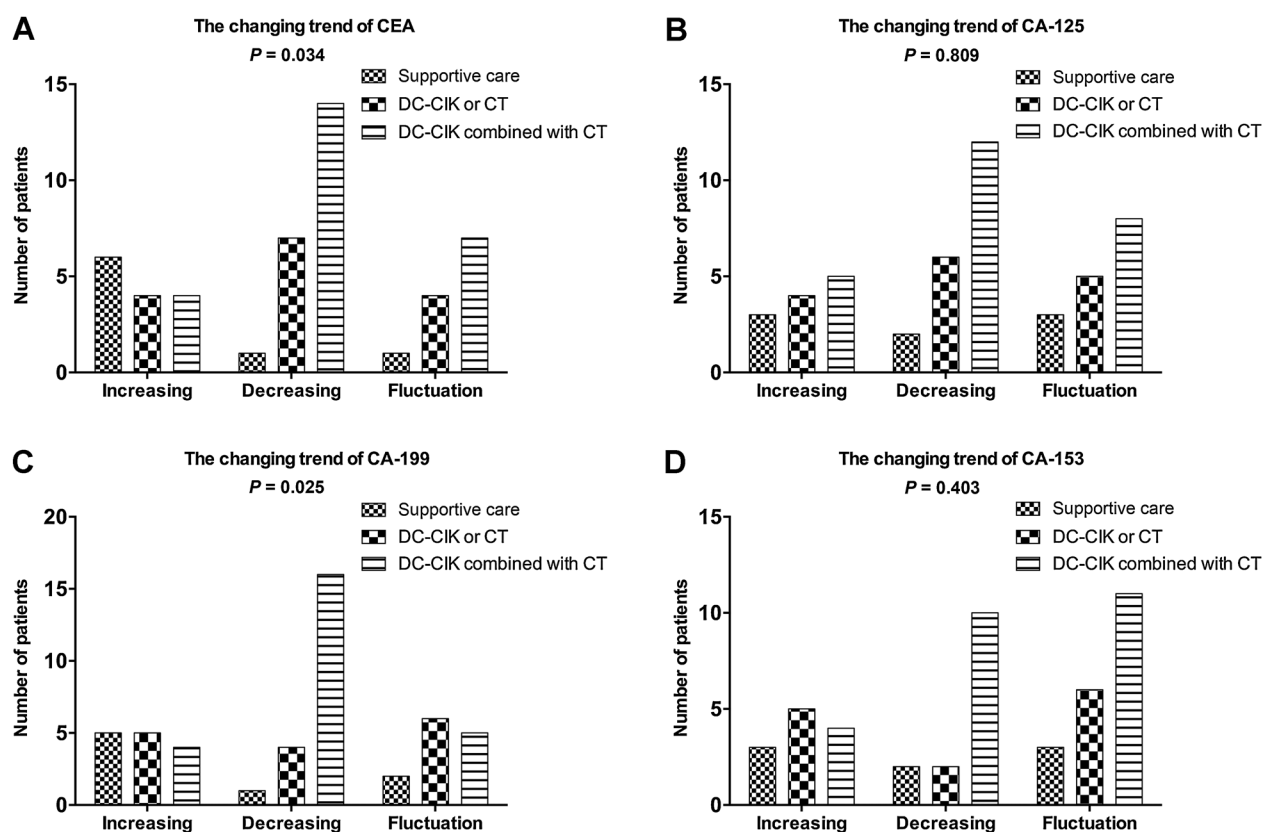 A
The changing trend of CEA
P = 0.034
Supportive care
DC-CIK or CT
DC-CIK combined with CT
Number of patients
15
10
5
0
Increasing
Decreasing
Fluctuation
B
The changing trend of CA-125
P = 0.809
Supportive care
DC-CIK or CT
DC-CIK combined with CT
Number of patients
15
10
5
0
Increasing
Decreasing
Fluctuation
C
The changing trend of CA-199
P = 0.025
Supportive care
DC-CIK or CT
DC-CIK combined with CT
Number of patients
20
15
10
5
0
Increasing
Decreasing
Fluctuation
D
The changing trend of CA-153
P = 0.403
Supportive care
DC-CIK or CT
DC-CIK combined with CT
Number of patients
15
10
5
0
Increasing
Decreasing
Fluctuation